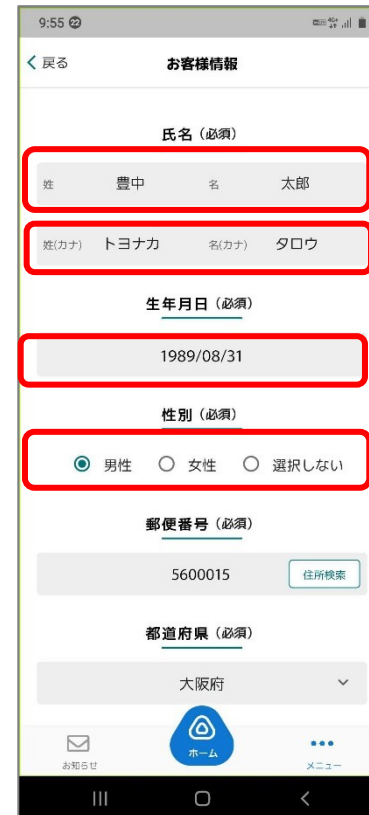 9:55 22
戻る お客様情報
氏名（必須）
姓 豊中 名 太郎
姓(カナ) トヨナカ 名(カナ) タロウ
生年月日（必須）
1989/08/31
性別（必須）
男性 女性 選択しない
郵便番号（必須）
5600015 住所検索
都道府県（必須）
大阪府
お知らせ ホーム メニュー